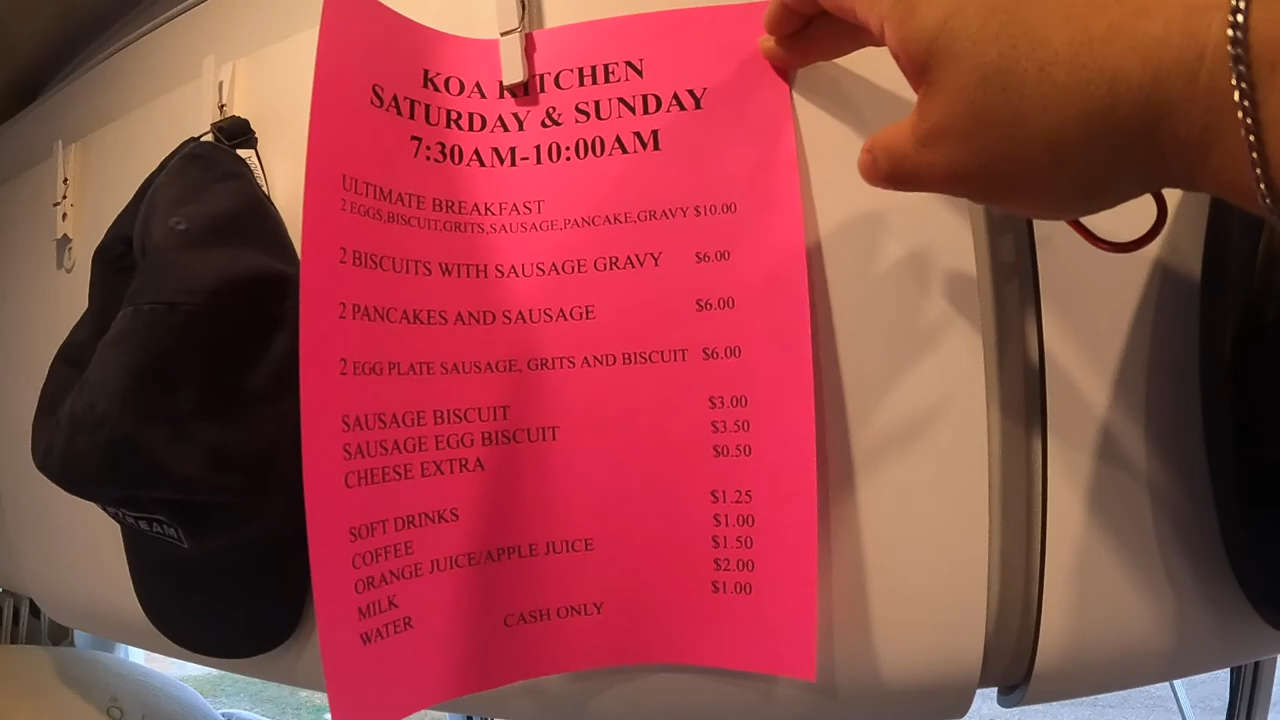 KOA KITCHEN
SATURDAY & SUNDAY
7:30AM-10:00AM
ULTIMATE BREAKFAST
2 EGGS,BISCUIT,GRITS,SAUSAGE,PANCAKE,GRAVY $10.00
2 BISCUITS WITH SAUSAGE GRAVY $6.00
2 PANCAKES AND SAUSAGE $6.00
2 EGG PLATE SAUSAGE, GRITS AND BISCUIT $6.00
SAUSAGE BISCUIT $3.00
SAUSAGE EGG BISCUIT $3.50
CHEESE EXTRA $0.50
SOFT DRINKS $1.25
COFFEE $1.00
ORANGE JUICE/APPLE JUICE $1.50
MILK $2.00
WATER $1.00
CASH ONLY